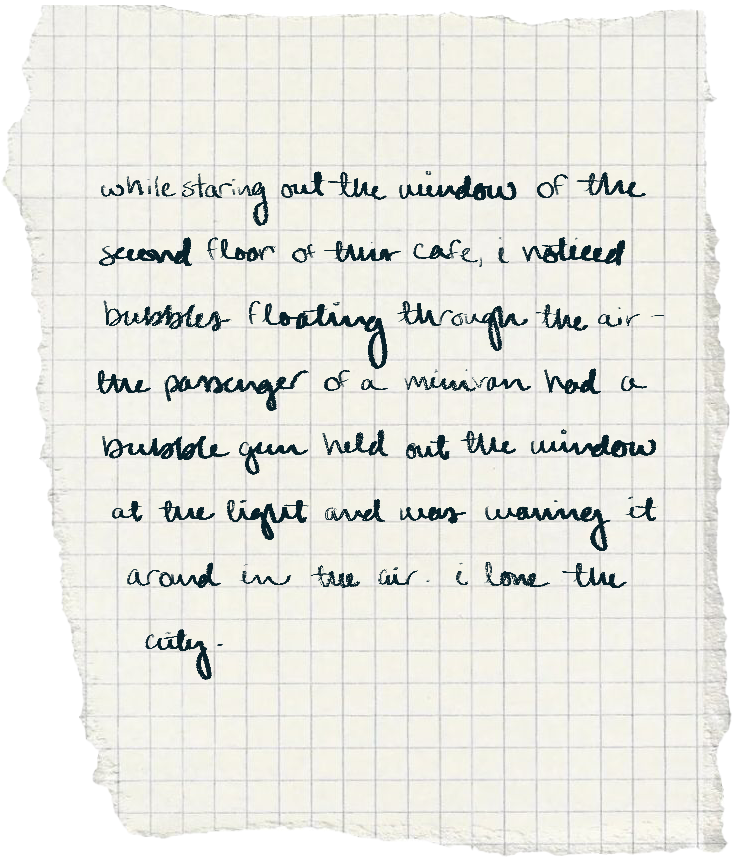 while staring out the window of the
second floor of this cafe, i noticed
bubbles floating through the air -
the passenger of a minivan had a
bubble gun held out the window
at the light and was waving it
around in the air. i love the
city.